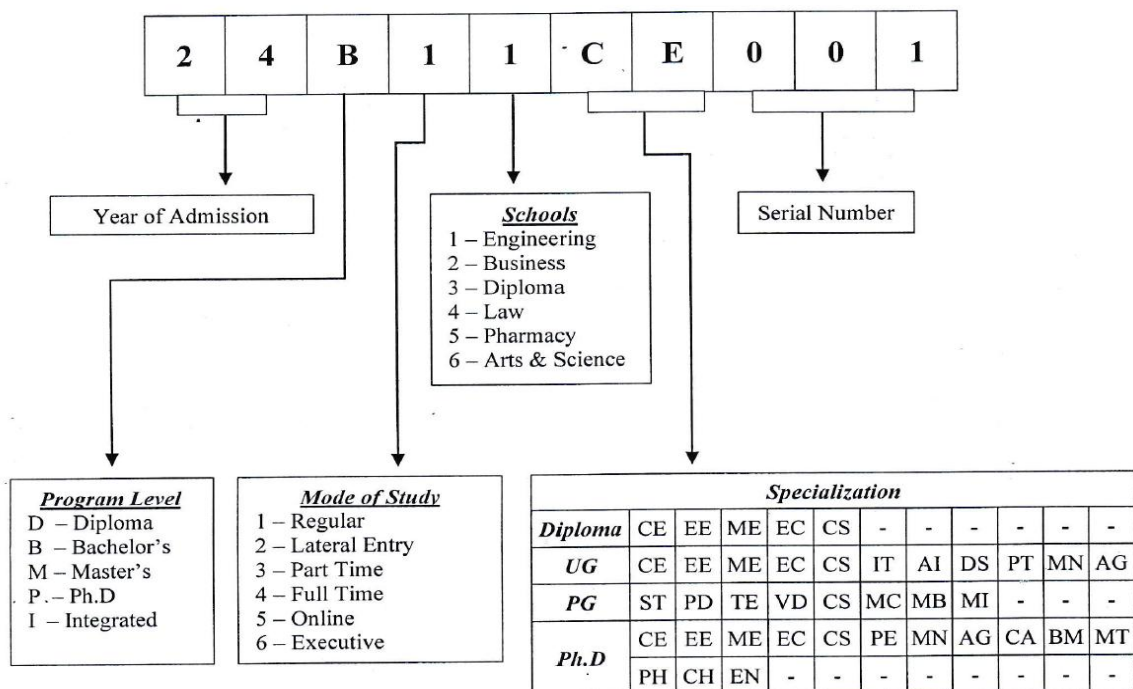 2 4 B 1 1 C E 0 0 1
Year of Admission
Schools
1 – Engineering
2 – Business
3 – Diploma
4 – Law
5 – Pharmacy
6 – Arts & Science
Serial Number
Program Level
D – Diploma
B – Bachelor's
M – Master's
P – Ph.D
I – Integrated
Mode of Study
1 – Regular
2 – Lateral Entry
3 – Part Time
4 – Full Time
5 – Online
6 – Executive
Specialization
Diploma CE EE ME EC CS - - - - - -
UG CE EE ME EC CS IT AI DS PT MN AG
PG ST PD TE VD CS MC MB MI - - -
Ph.D CE EE ME EC CS PE MN AG CA BM MT
PH CH EN - - - - - - - -